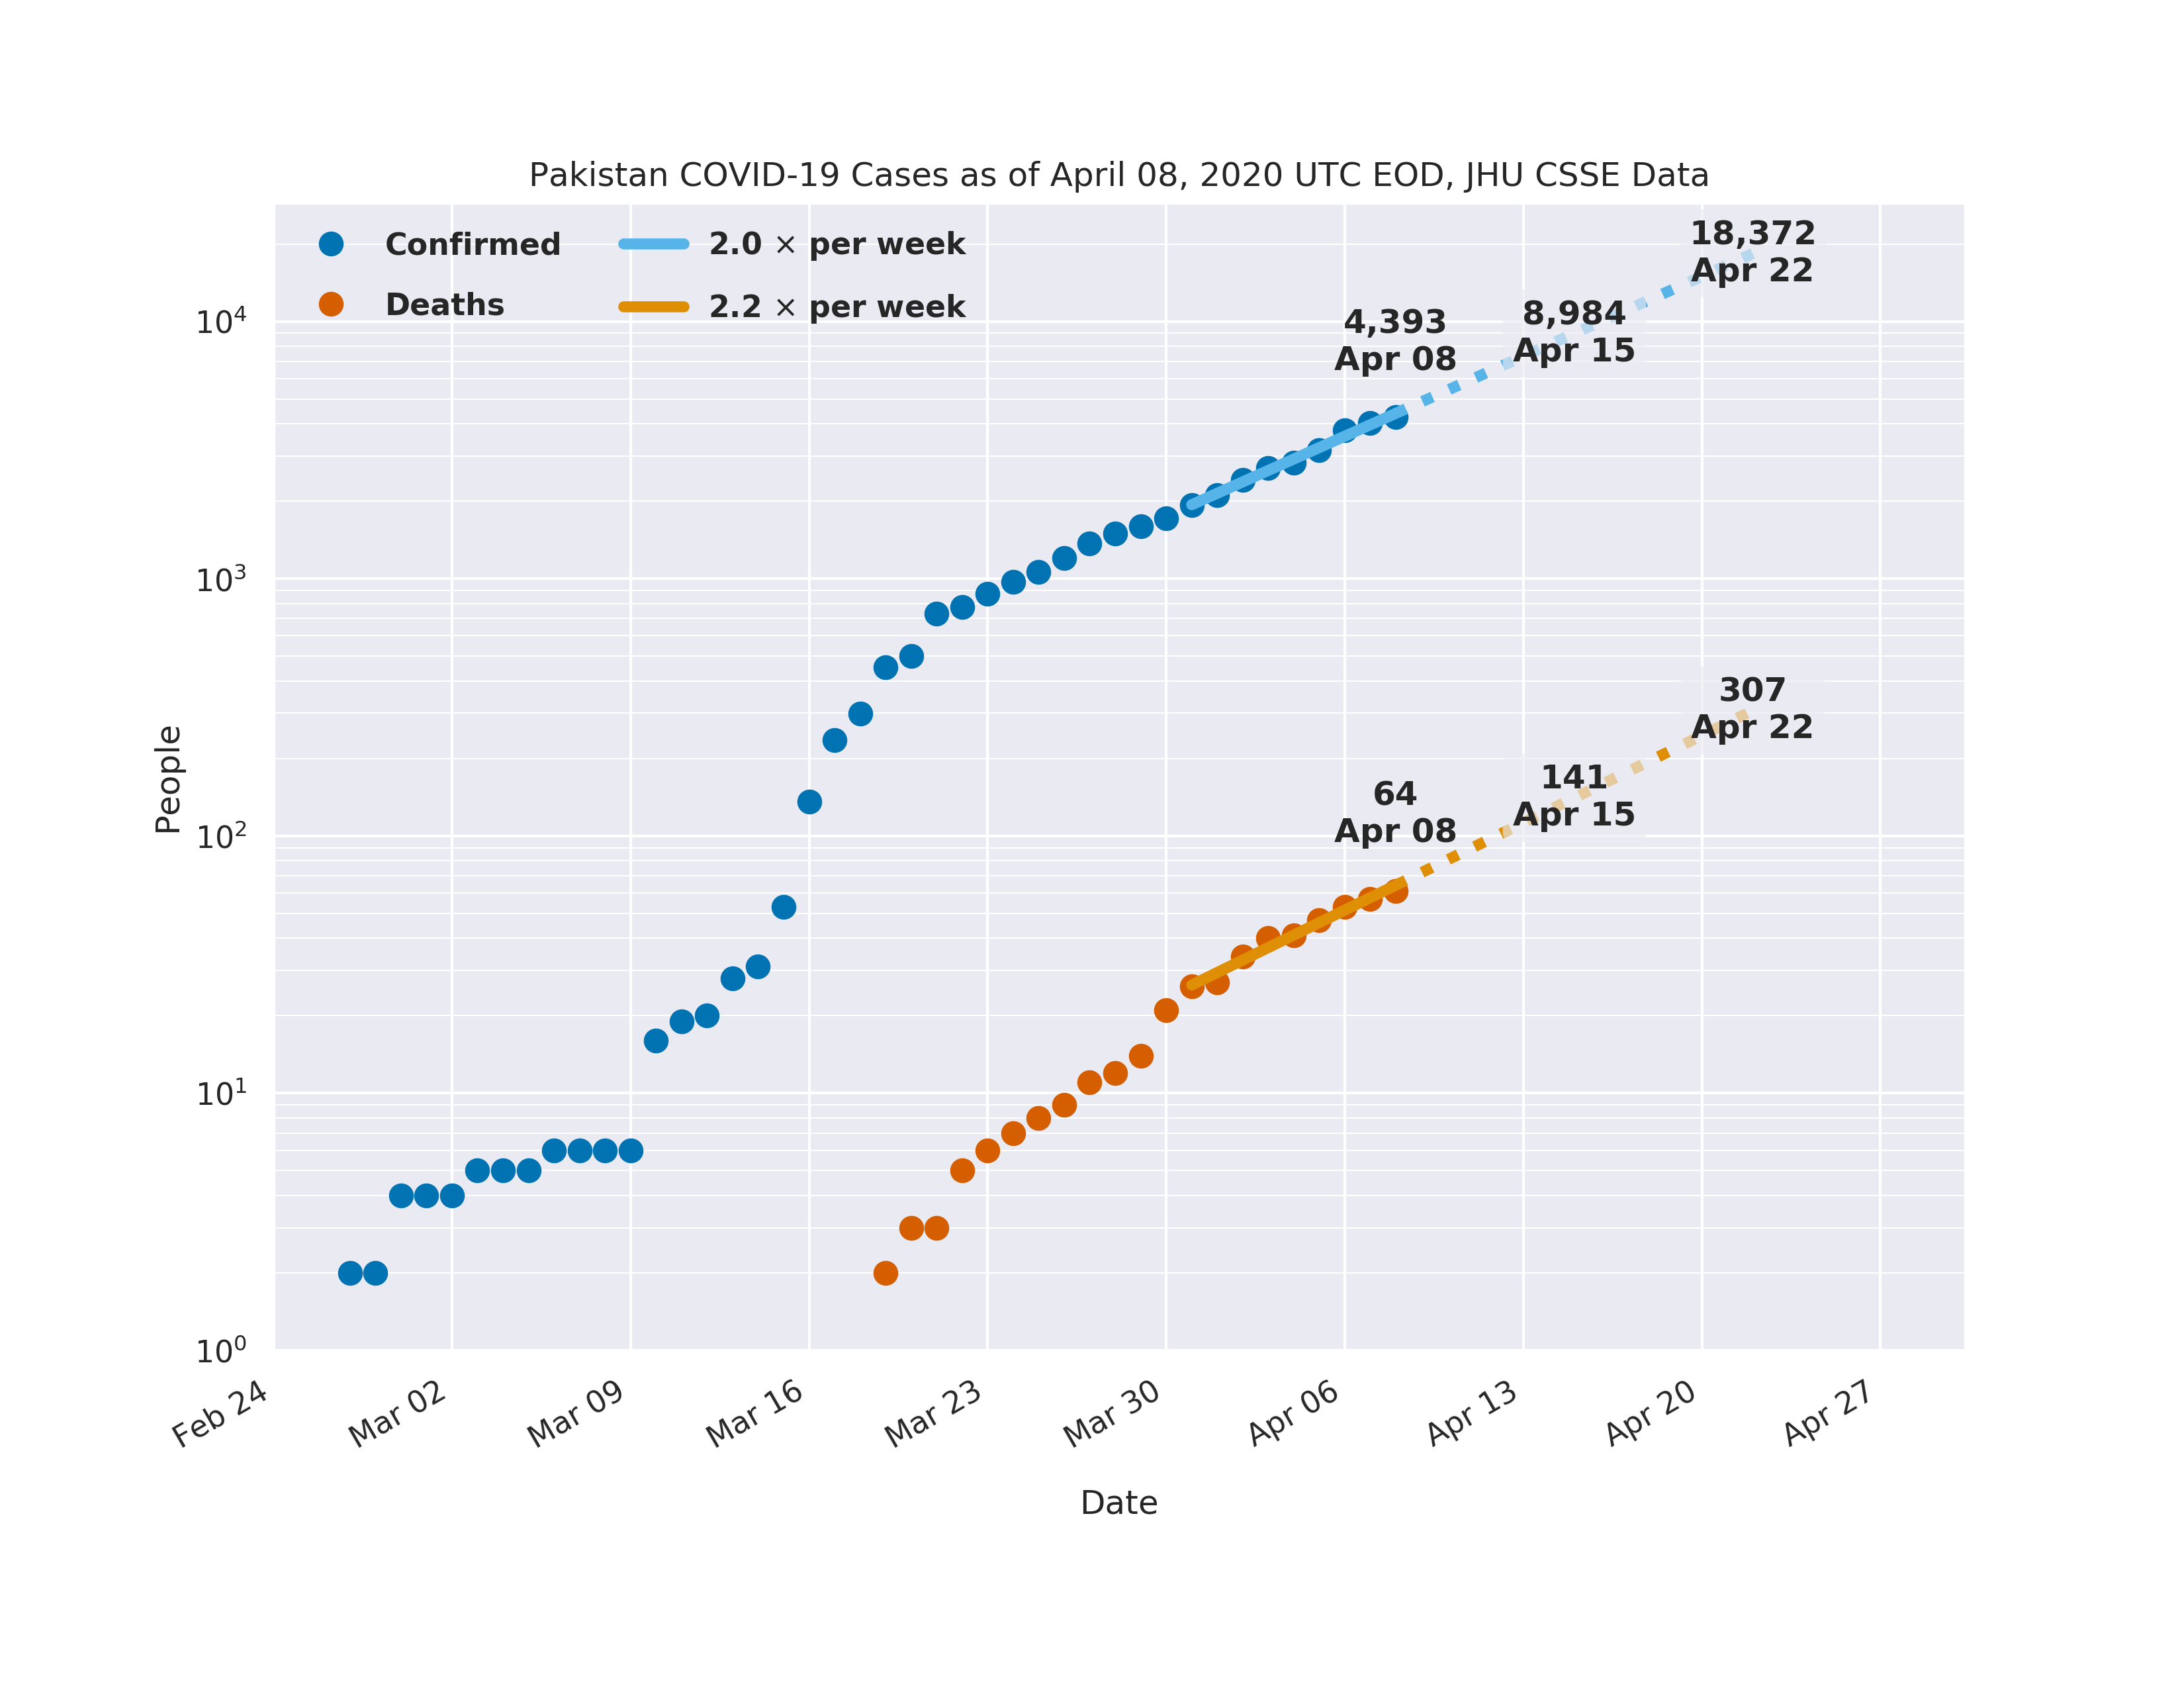 Pakistan COVID-19 Cases as of April 08, 2020 UTC EOD, JHU CSSE Data
Confirmed
Deaths
2.0 × per week
2.2 × per week
18,372
Apr 22
4,393
Apr 08
8,984
Apr 15
307
Apr 22
141
Apr 15
64
Apr 08
People
10⁴
10³
10²
10¹
10⁰
Feb 24
Mar 02
Mar 09
Mar 16
Mar 23
Mar 30
Apr 06
Apr 13
Apr 20
Apr 27
Date